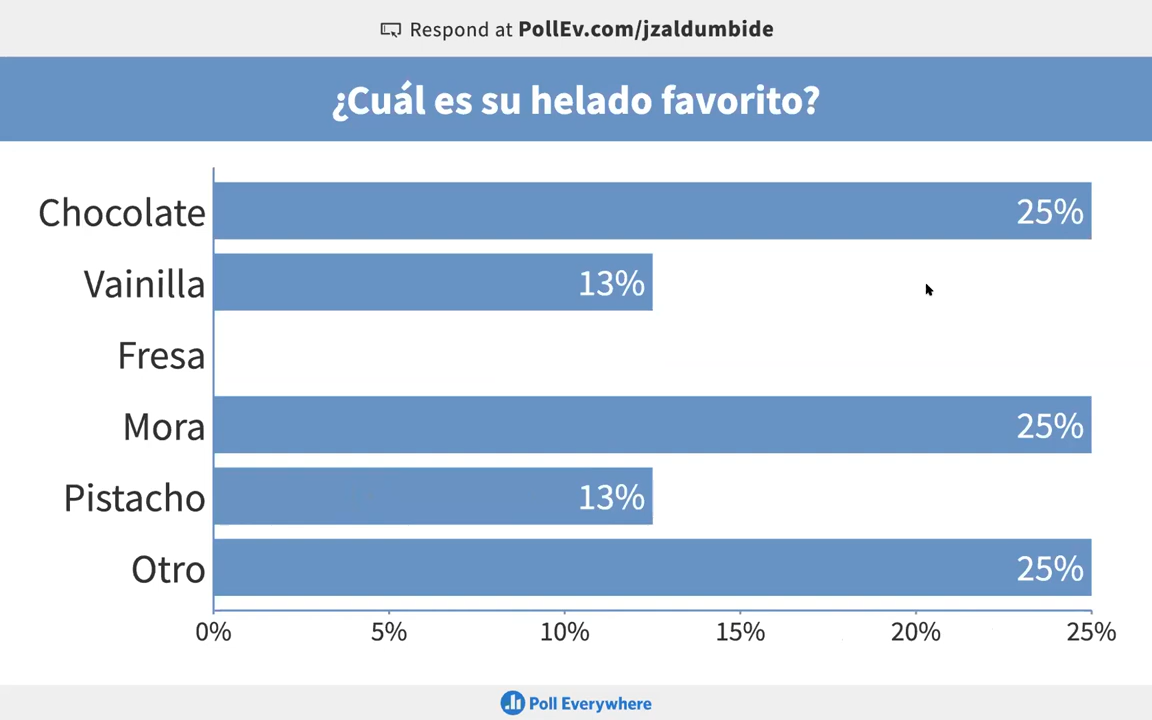 Respond at PollEv.com/jzaldumbide
¿Cuál es su helado favorito?
Chocolate 25%
Vainilla 13%
Fresa
Mora 25%
Pistacho 13%
Otro 25%
0% 5% 10% 15% 20% 25%
Poll Everywhere